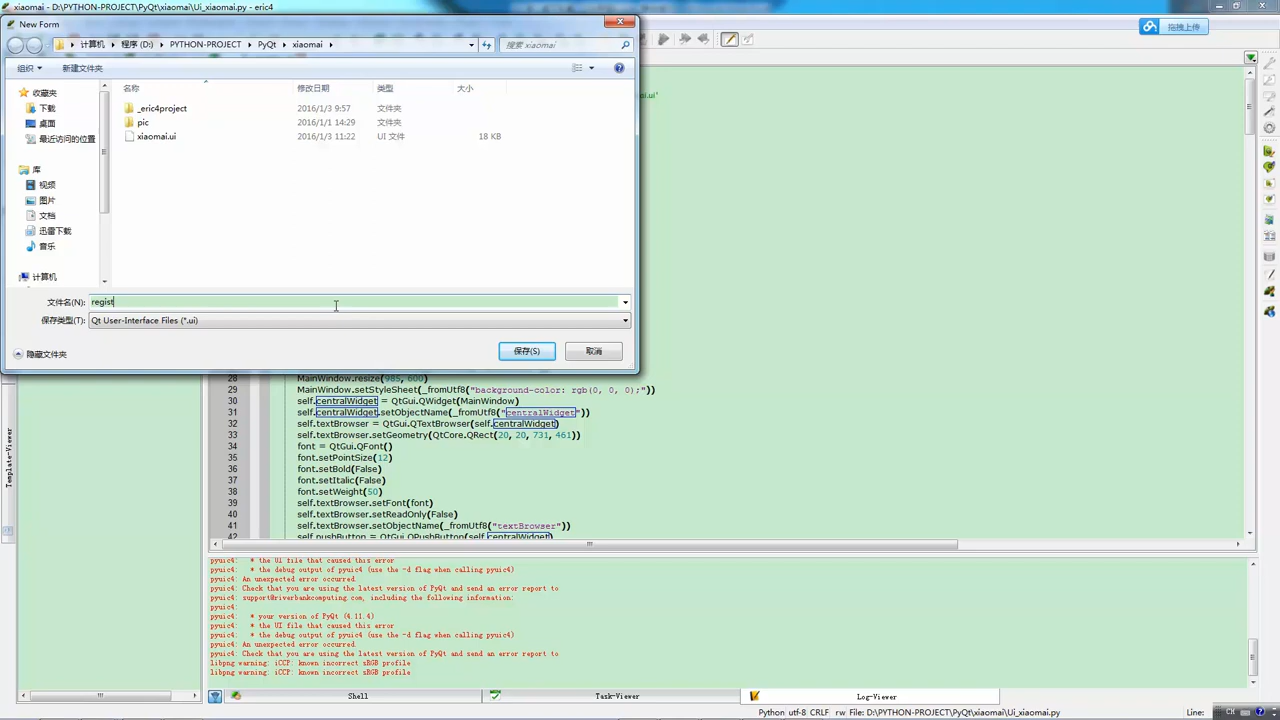 xiaomai - D:\PYTHON-PROJECT\PyQt\xiaomai\Ui_xiaomai.py - eric4
New Form
计算机 ▸ 程序 (D:) ▸ PYTHON-PROJECT ▸ PyQt ▸ xiaomai ▸
搜索 xiaomai
拖拽上传
组织
新建文件夹
名称 修改日期 类型 大小
_eric4project 2016/1/3 9:57 文件夹
pic 2016/1/1 14:29 文件夹
xiaomai.ui 2016/1/3 11:22 UI 文件 18 KB
收藏夹
下载
桌面
最近访问的位置
库
视频
图片
文档
迅雷下载
音乐
计算机
文件名(N): regist
保存类型(T): Qt User-Interface Files (*.ui)
隐藏文件夹
保存(S)
取消
28 MainWindow.resize(985, 600)
29 MainWindow.setStyleSheet(_fromUtf8("background-color: rgb(0, 0, 0);"))
30 self.centralWidget = QtGui.QWidget(MainWindow)
31 self.centralWidget.setObjectName(_fromUtf8("centralWidget"))
32 self.textBrowser = QtGui.QTextBrowser(self.centralWidget)
33 self.textBrowser.setGeometry(QtCore.QRect(20, 20, 731, 461))
34 font = QtGui.QFont()
35 font.setPointSize(12)
36 font.setBold(False)
37 font.setItalic(False)
38 font.setWeight(50)
39 self.textBrowser.setFont(font)
40 self.textBrowser.setReadOnly(False)
41 self.textBrowser.setObjectName(_fromUtf8("textBrowser"))
42 self.pushButton = QtGui.QPushButton(self.centralWidget)
Template-Viewer
pyuic4: * the UI file that caused this error
pyuic4: * the debug output of pyuic4 (use the -d flag when calling pyuic4)
pyuic4: An unexpected error occurred.
pyuic4: Check that you are using the latest version of PyQt and send an error report to
pyuic4: support@riverbankcomputing.com, including the following information:
pyuic4:
pyuic4: * your version of PyQt (4.11.4)
pyuic4: * the UI file that caused this error
pyuic4: * the debug output of pyuic4 (use the -d flag when calling pyuic4)
pyuic4: An unexpected error occurred.
pyuic4: Check that you are using the latest version of PyQt and send an error report to
libpng warning: iCCP: known incorrect sRGB profile
libpng warning: iCCP: known incorrect sRGB profile
Shell
Task-Viewer
Log-Viewer
Python utf-8 CRLF rw File: D:\PYTHON-PROJECT\PyQt\xiaomai\Ui_xiaomai.py Line:
CH